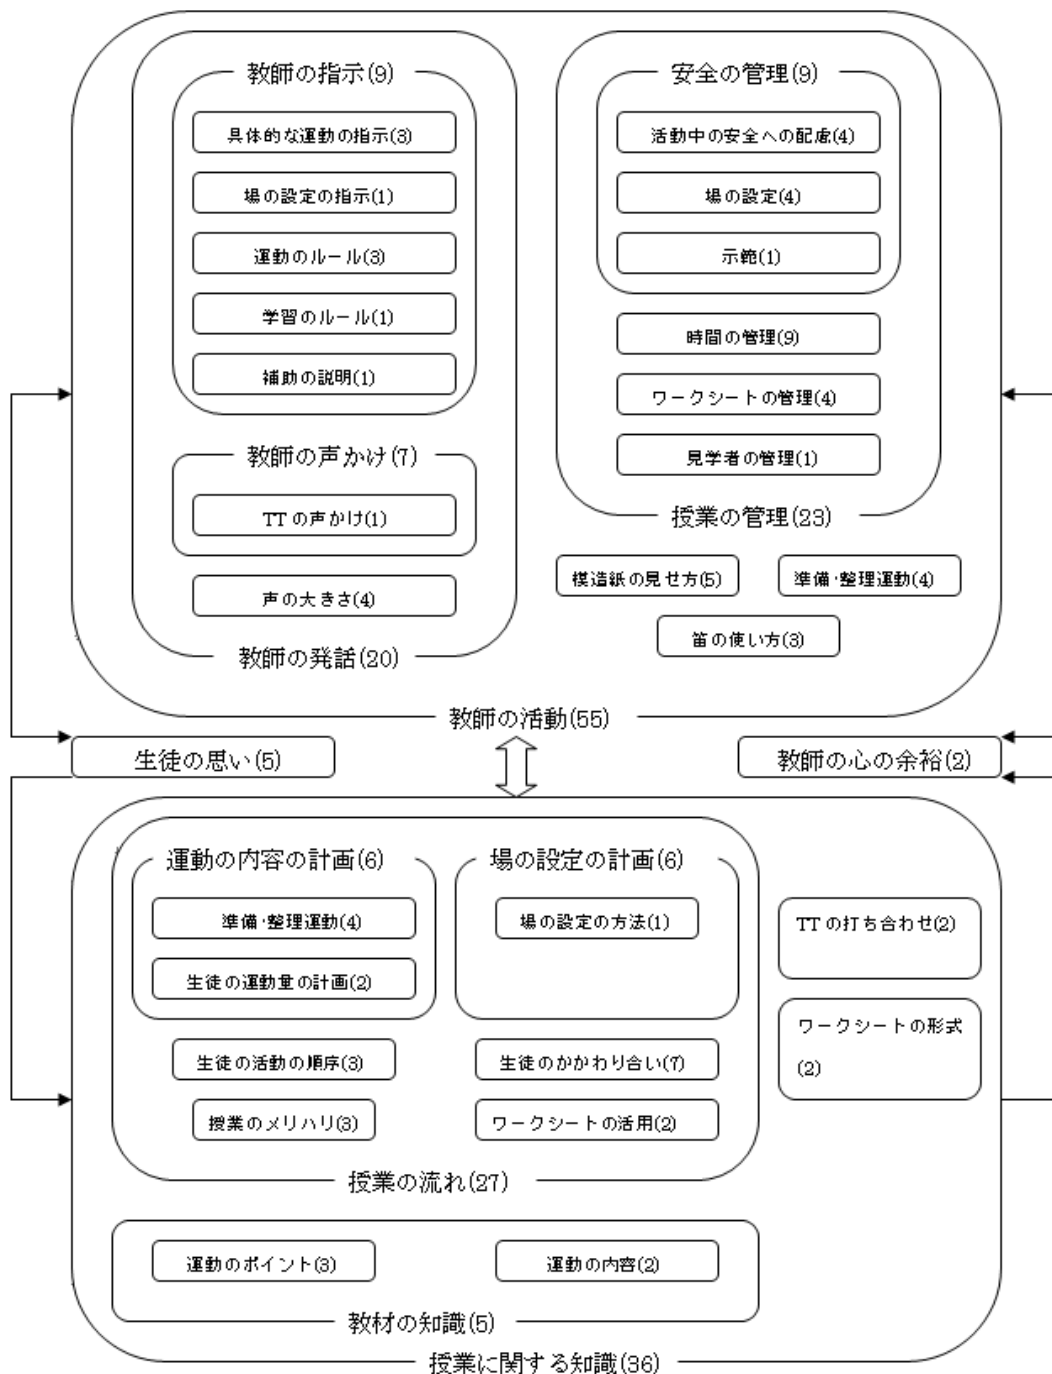 教師の指示(9)
具体的な運動の指示(3)
場の設定の指示(1)
運動のルール(3)
学習のルール(1)
補助の説明(1)
教師の声かけ(7)
TTの声かけ(1)
声の大きさ(4)
教師の発話(20)
安全の管理(9)
活動中の安全への配慮(4)
場の設定(4)
示範(1)
時間の管理(9)
ワークシートの管理(4)
見学者の管理(1)
授業の管理(23)
模造紙の見せ方(5)
準備・整理運動(4)
笛の使い方(3)
教師の活動(55)
生徒の思い(5)
教師の心の余裕(2)
運動の内容の計画(6)
準備・整理運動(4)
生徒の運動量の計画(2)
場の設定の計画(6)
場の設定の方法(1)
生徒の活動の順序(3)
生徒のかかわり合い(7)
授業のメリハリ(3)
ワークシートの活用(2)
授業の流れ(27)
TTの打ち合わせ(2)
ワークシートの形式
(2)
運動のポイント(3)
運動の内容(2)
教材の知識(5)
授業に関する知識(36)